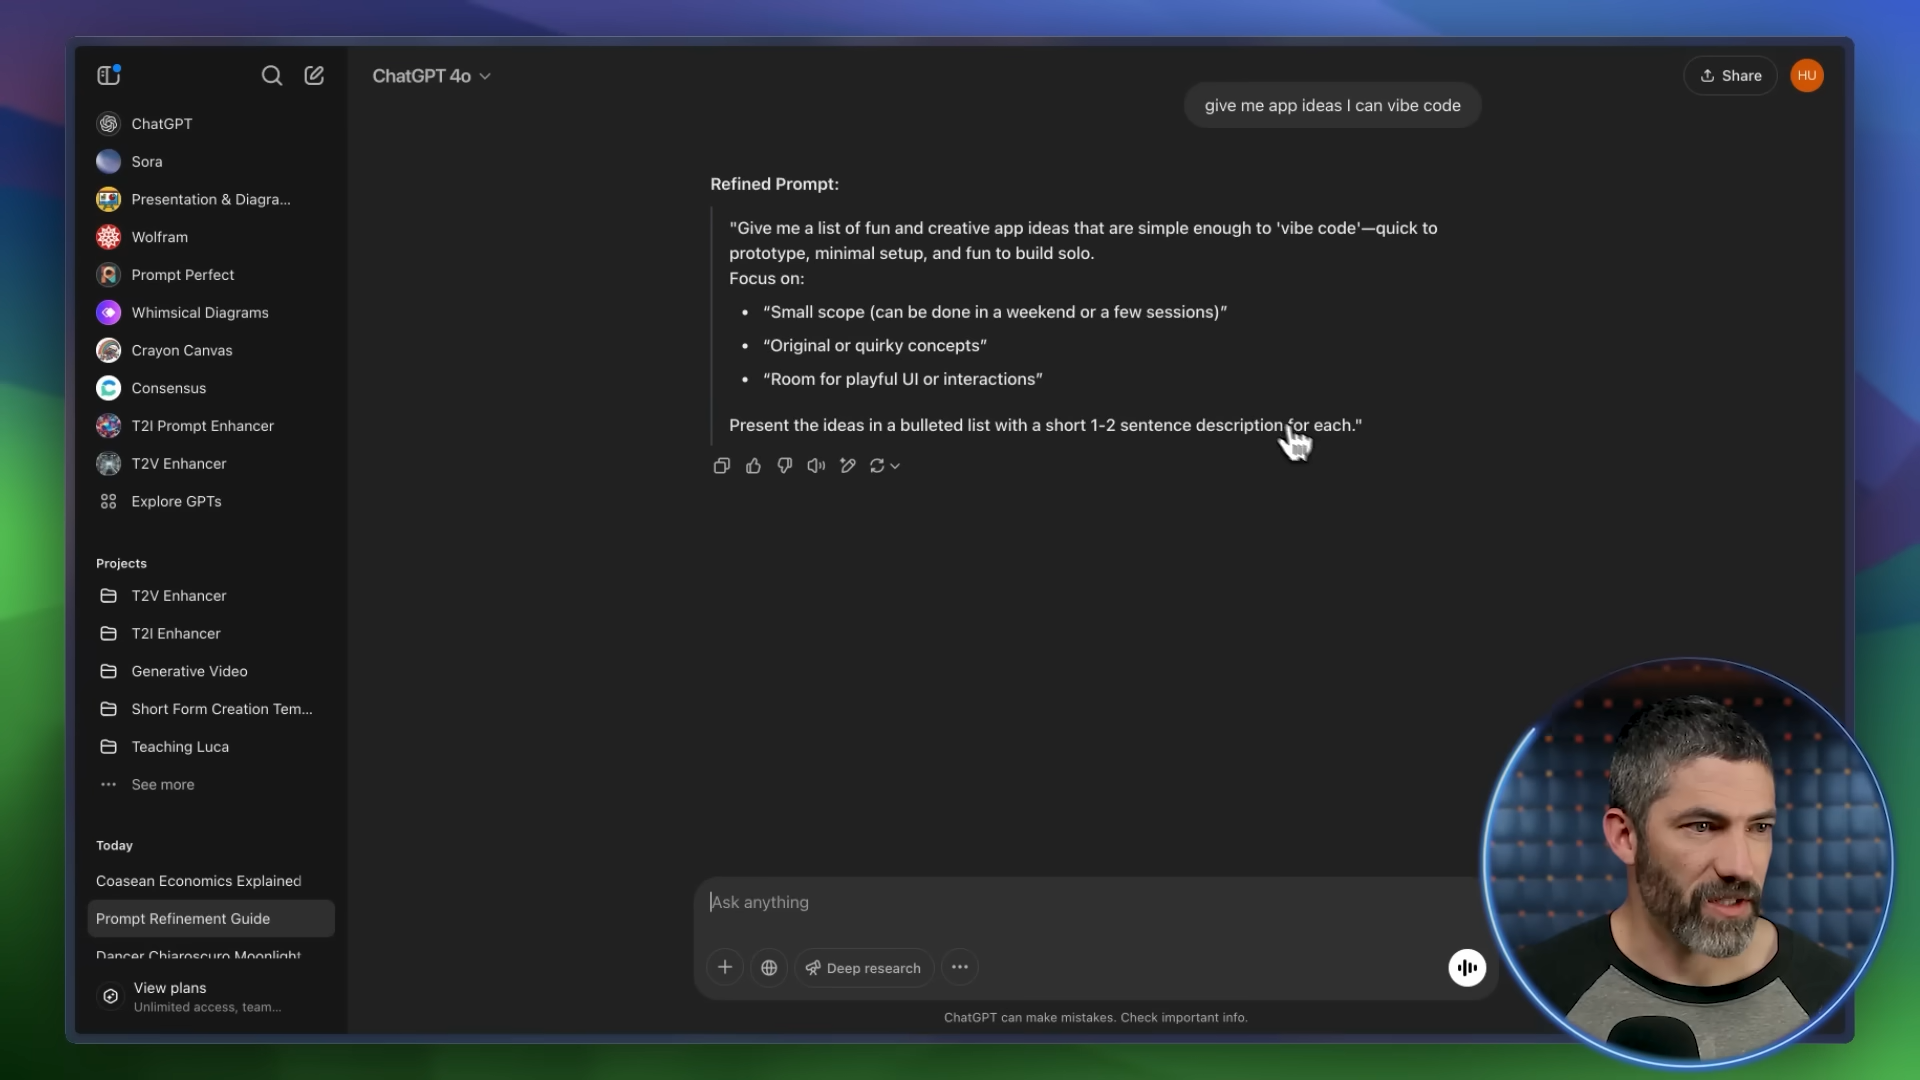 ChatGPT 4o
Share
HU
give me app ideas I can vibe code
ChatGPT
Sora
Presentation & Diagra...
Wolfram
Prompt Perfect
Whimsical Diagrams
Crayon Canvas
Consensus
T2I Prompt Enhancer
T2V Enhancer
Explore GPTs
Projects
T2V Enhancer
T2I Enhancer
Generative Video
Short Form Creation Tem...
Teaching Luca
See more
Today
Coasean Economics Explained
Prompt Refinement Guide
Dancer Chiaroscuro Moonlight
View plans
Unlimited access, team...
Refined Prompt:
"Give me a list of fun and creative app ideas that are simple enough to 'vibe code'—quick to
prototype, minimal setup, and fun to build solo.
Focus on:
• “Small scope (can be done in a weekend or a few sessions)”
• “Original or quirky concepts”
• “Room for playful UI or interactions”
Present the ideas in a bulleted list with a short 1-2 sentence description for each."
Ask anything
Deep research
ChatGPT can make mistakes. Check important info.